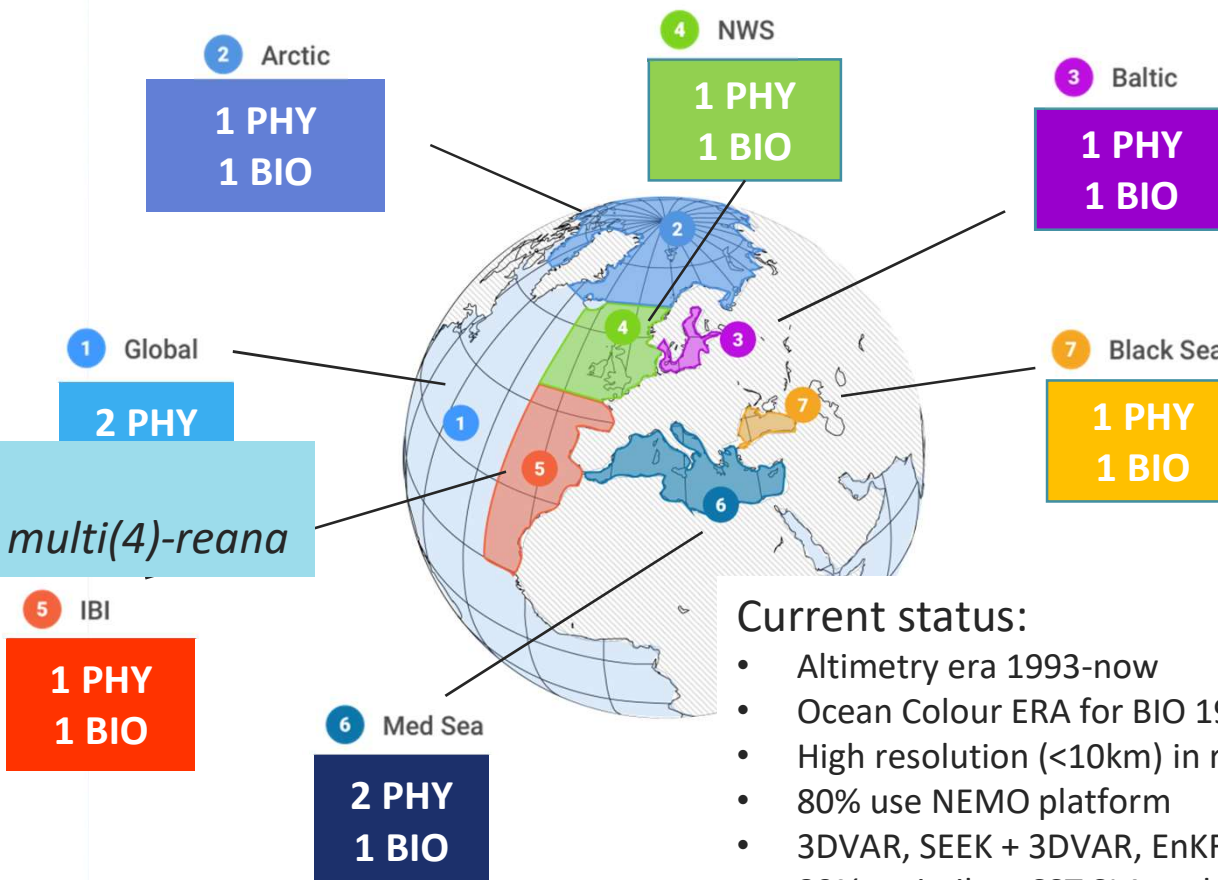 4 NWS
1 PHY
1 BIO
2 Arctic
1 PHY
1 BIO
3 Baltic
1 PHY
1 BIO
1 Global
2 PHY
multi(4)-reana
7 Black Sea
1 PHY
1 BIO
5 IBI
1 PHY
1 BIO
6 Med Sea
2 PHY
1 BIO
2
4
3
1
7
5
6
Current status:
• Altimetry era 1993-now
• Ocean Colour ERA for BIO
• High resolution (<10km) in
• 80% use NEMO platform
• 3DVAR, SEEK + 3DVAR,